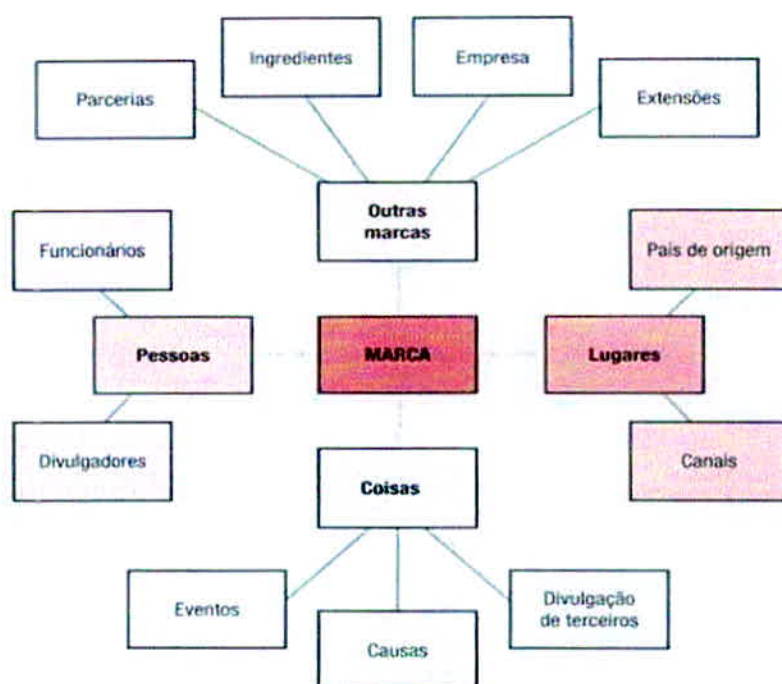 Ingredientes
Empresa
Parcerias
Extensões
Outras
marcas
Funcionários
País de origem
Pessoas
MARCA
Lugares
Divulgadores
Canais
Coisas
Eventos
Divulgação
de terceiros
Causas